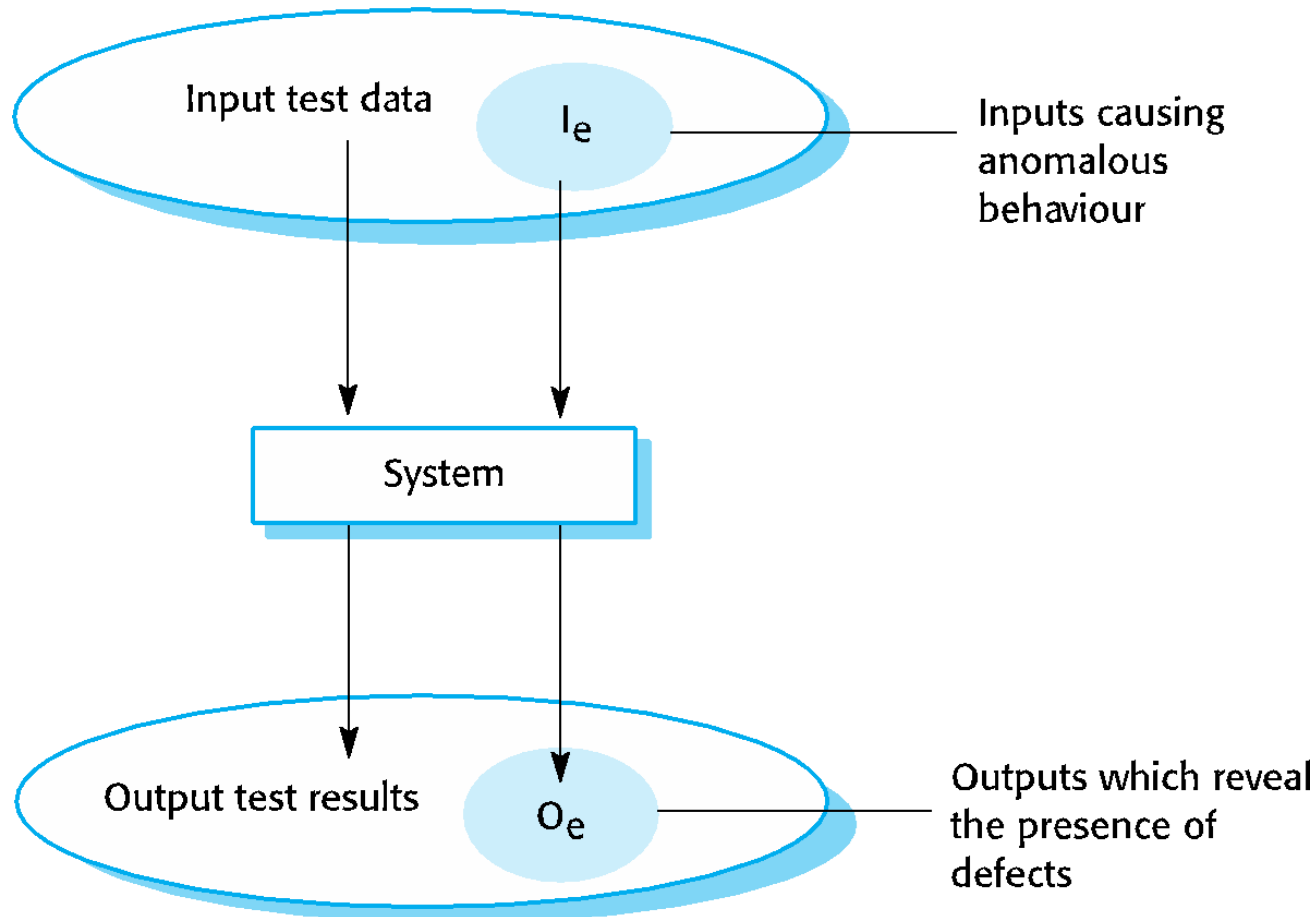 Input test data
Iₑ
Inputs causing
anomalous
behaviour
System
Output test results
Oₑ
Outputs which reveal
the presence of
defects